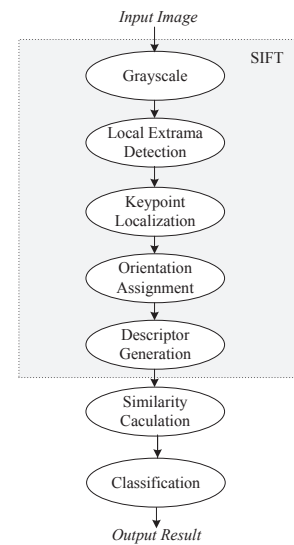 Input Image
SIFT
Grayscale
Local Extrama
Detection
Keypoint
Localization
Orientation
Assignment
Descriptor
Generation
Similarity
Caculation
Classification
Output Result